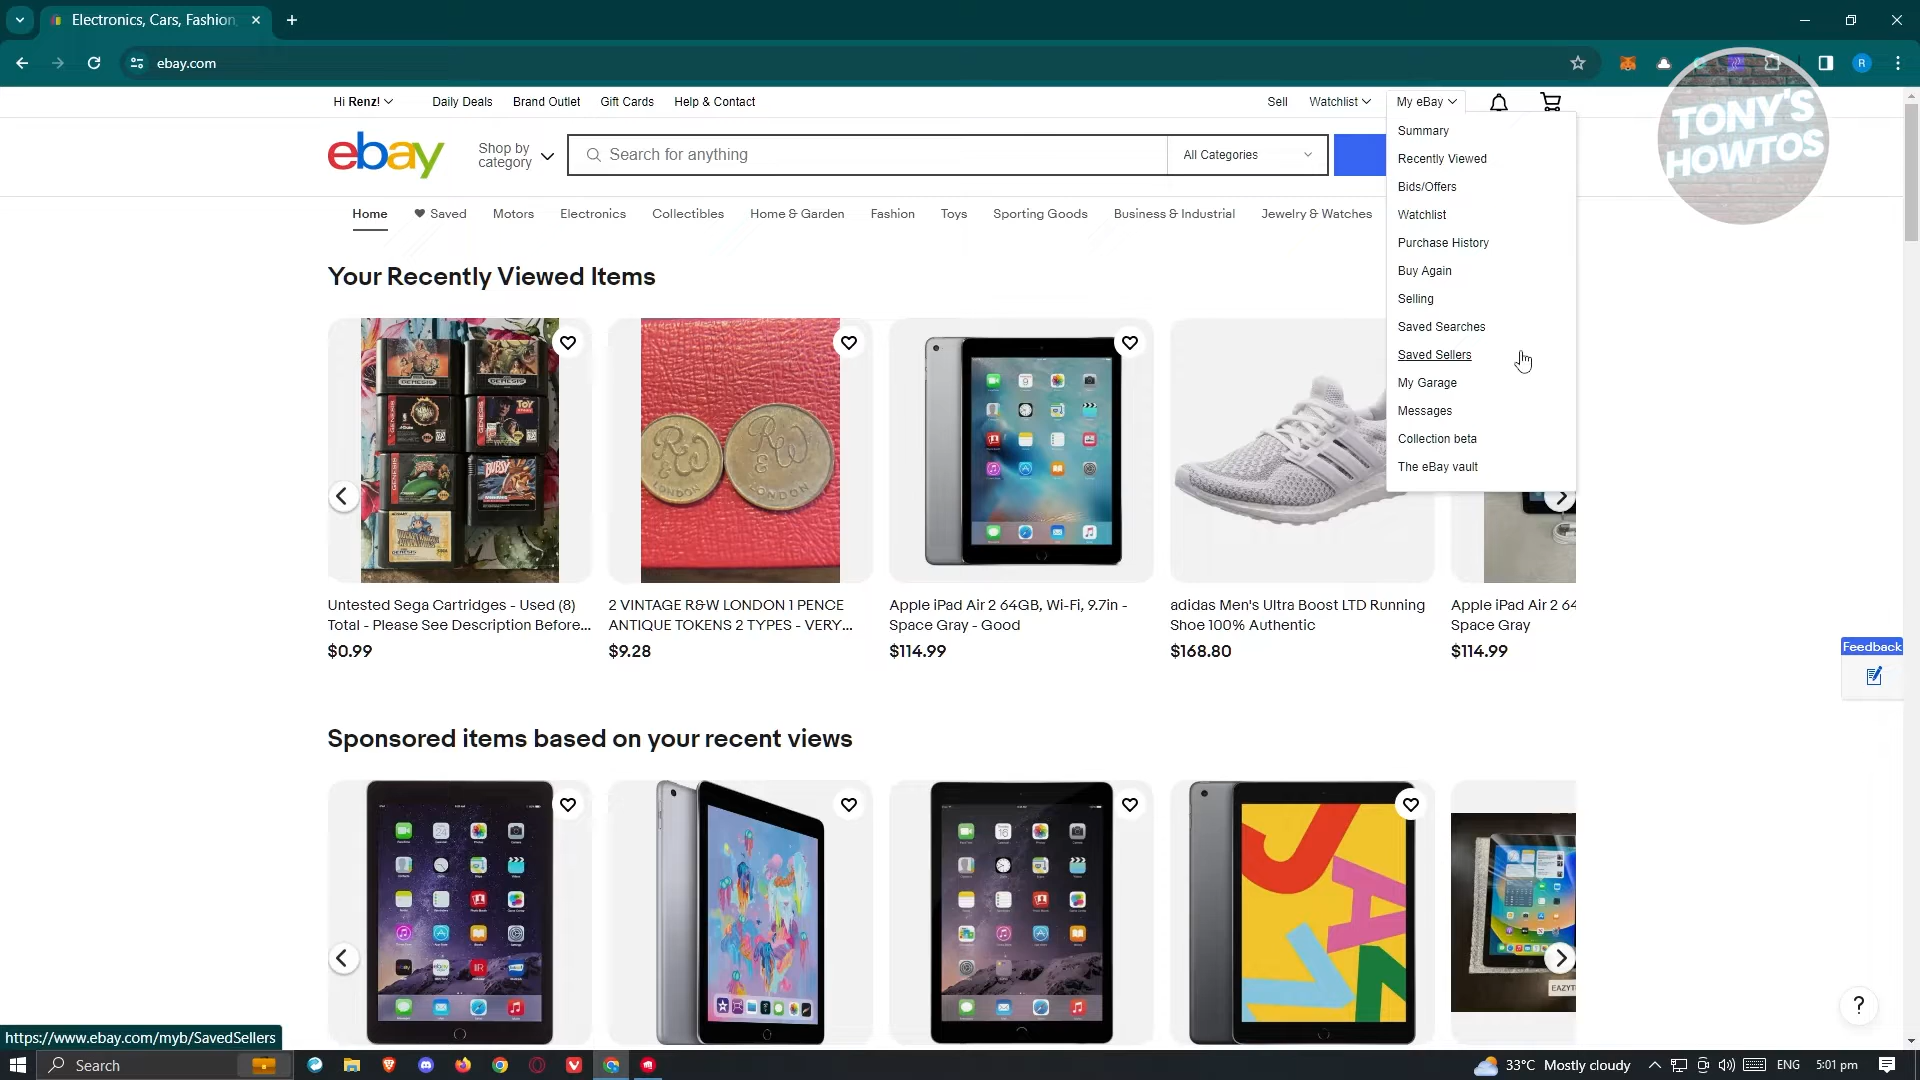 Electronics, Cars, Fashion
ebay.com
TONY'S
HOWTOS
Hi Renz!
Daily Deals
Brand Outlet
Gift Cards
Help & Contact
Sell
Watchlist
My eBay
ebay
Shop by
category
Search for anything
All Categories
Summary
Recently Viewed
Bids/Offers
Watchlist
Purchase History
Buy Again
Selling
Saved Searches
Saved Sellers
My Garage
Messages
Collection beta
The eBay vault
Home
Saved
Motors
Electronics
Collectibles
Home & Garden
Fashion
Toys
Sporting Goods
Business & Industrial
Jewelry & Watches
Your Recently Viewed Items
Untested Sega Cartridges - Used (8)
Total - Please See Description Before...
$0.99
2 VINTAGE R&W LONDON 1 PENCE
ANTIQUE TOKENS 2 TYPES - VERY...
$9.28
Apple iPad Air 2 64GB, Wi-Fi, 9.7in -
Space Gray - Good
$114.99
adidas Men's Ultra Boost LTD Running
Shoe 100% Authentic
$168.80
Apple iPad Air 2 64
Space Gray
$114.99
Feedback
Sponsored items based on your recent views
?
https://www.ebay.com/myb/SavedSellers
Search
33°C Mostly cloudy
ENG
5:01 pm